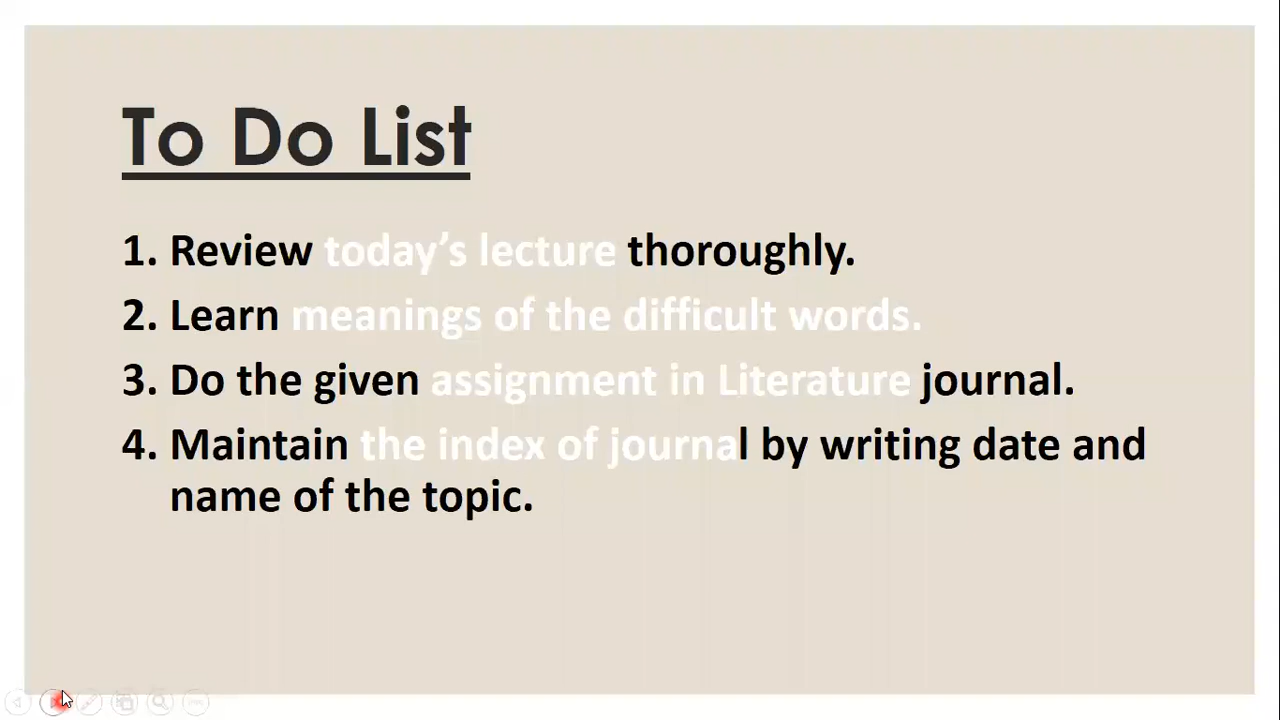 To Do List
1. Review today’s lecture thoroughly.
2. Learn meanings of the difficult words.
3. Do the given assignment in Literature journal.
4. Maintain the index of journal by writing date and
name of the topic.